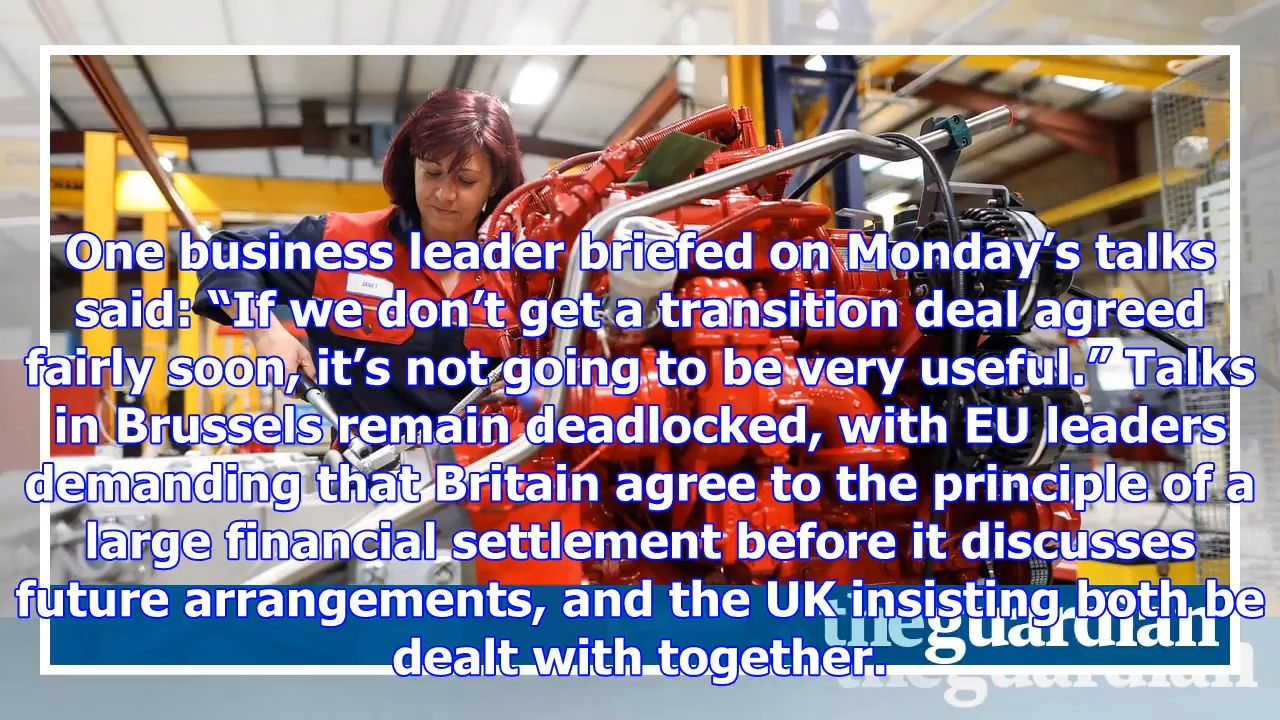 JANET
One business leader briefed on Monday’s talks
said: “If we don’t get a transition deal agreed
fairly soon, it’s not going to be very useful.” Talks
in Brussels remain deadlocked, with EU leaders
demanding that Britain agree to the principle of a
large financial settlement before it discusses
future arrangements, and the UK insisting both be
dealt with together.
theguardian
theguardian